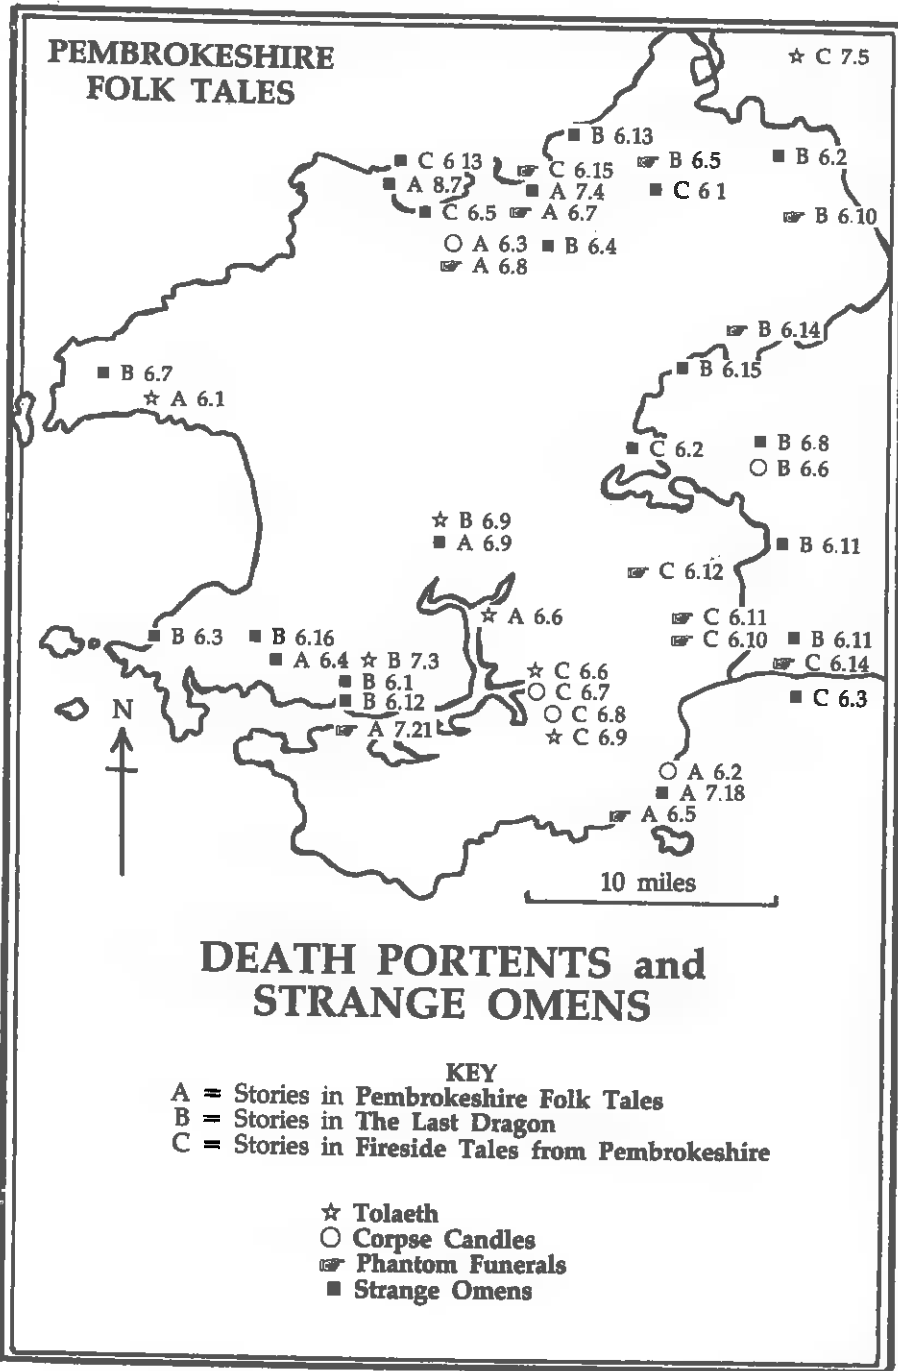 PEMBROKESHIRE
FOLK TALES
☆ C 7.5
■ B 6.13
■ C 6 13
☞ C 6.15
☞ B 6.5
■ B 6.2
■ A 8.7
■ A 7.4
■ C 6 1
■ C 6.5
☞ A 6.7
☞ B 6.10
○ A 6.3
■ B 6.4
☞ A 6.8
☞ B 6.14
■ B 6.7
■ B 6.15
☆ A 6.1
■ C 6.2
■ B 6.8
○ B 6.6
☆ B 6.9
■ A 6.9
■ B 6.11
☞ C 6.12
☆ A 6.6
☞ C 6.11
■ B 6.3
■ B 6.16
☞ C 6.10
■ B 6.11
■ A 6.4
☆ B 7.3
☞ C 6.14
☆ C 6.6
■ B 6.1
○ C 6.7
■ B 6.12
■ C 6.3
N
○ C 6.8
☞ A 7.21
☆ C 6.9
○ A 6.2
■ A 7.18
☞ A 6.5
10 miles
DEATH PORTENTS and
STRANGE OMENS
KEY
A = Stories in Pembrokeshire Folk Tales
B = Stories in The Last Dragon
C = Stories in Fireside Tales from Pembrokeshire
☆ Tolaeth
○ Corpse Candles
☞ Phantom Funerals
■ Strange Omens